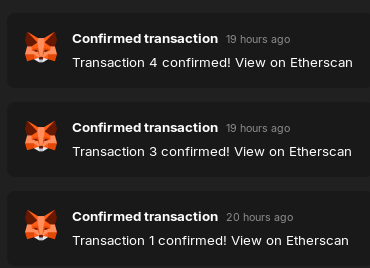 Confirmed transaction 19 hours ago
Transaction 4 confirmed! View on Etherscan
Confirmed transaction 19 hours ago
Transaction 3 confirmed! View on Etherscan
Confirmed transaction 20 hours ago
Transaction 1 confirmed! View on Etherscan